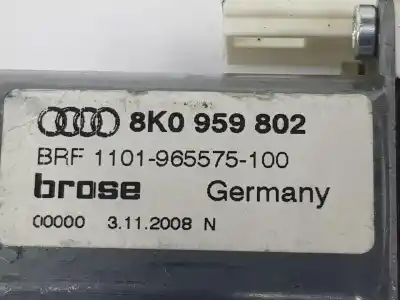 8K0 959 802
BRF 1101-965575-100
brose Germany
00000 3.11.2008 N